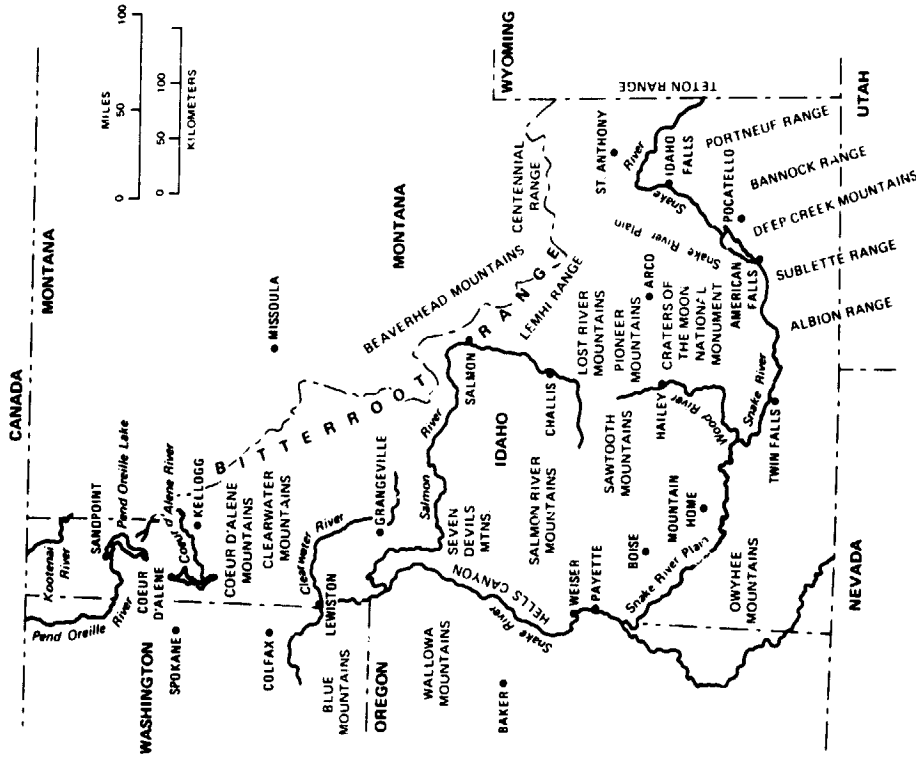 CANADA
MONTANA
MILES
0 50 100
0 50 100
KILOMETERS
Kootenai
River
SANDPOINT
Pend Oreille Lake
Pend Oreille
River
COEUR
D'ALENE
Coeur d'Alene River
KELLOGG
WASHINGTON
SPOKANE
COEUR D'ALENE
MOUNTAINS
CLEARWATER
MOUNTAINS
MISSOULA
COLFAX
Clearwater River
LEWISTON
BLUE
MOUNTAINS
GRANGEVILLE
BITTERROOT RANGE
BEAVERHEAD MOUNTAINS
MONTANA
OREGON
WALLOWA
MOUNTAINS
Salmon River
SALMON
SEVEN
DEVILS
MTNS.
IDAHO
LEMHI RANGE
CENTENNIAL
RANGE
WYOMING
HELLS CANYON
Snake River
BAKER
SALMON RIVER
MOUNTAINS
CHALLIS
WEISER
PAYETTE
LOST RIVER
MOUNTAINS
PIONEER
MOUNTAINS
ST. ANTHONY
SAWTOOTH
MOUNTAINS
BOISE
ARCO
Snake River Plain
Snake River
IDAHO
FALLS
TETON RANGE
HAILEY
CRATERS OF
THE MOON
NATIONAL
MONUMENT
MOUNTAIN
HOME
Snake River Plain
Wood River
AMERICAN
FALLS
POCATELLO
PORTNEUF RANGE
BANNOCK RANGE
DEEP CREEK MOUNTAINS
SUBLETTE RANGE
ALBION RANGE
OWYHEE
MOUNTAINS
Snake River
TWIN FALLS
NEVADA
UTAH